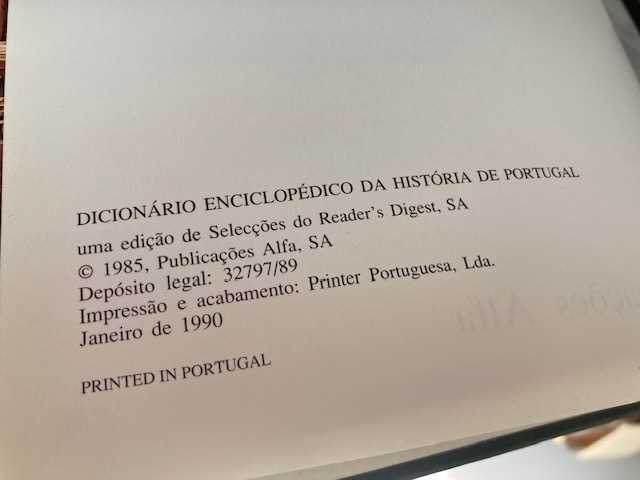 DICIONÁRIO ENCICLOPÉDICO DA HISTÓRIA DE PORTUGAL
uma edição de Selecções do Reader's Digest, SA
© 1985, Publicações Alfa, SA
Depósito legal: 32797/89
Impressão e acabamento: Printer Portuguesa, Lda.
Janeiro de 1990
PRINTED IN PORTUGAL